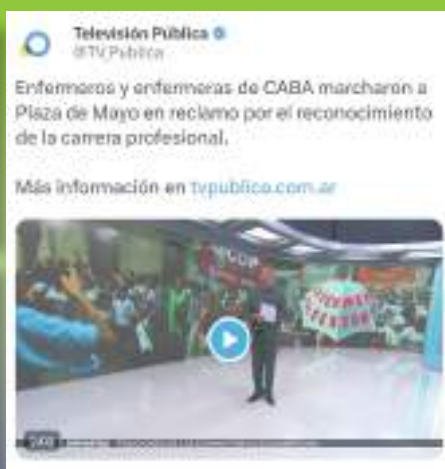 Televisión Pública
@TV_Publica
Enfermeros y enfermeras de CABA marcharon a
Plaza de Mayo en reclamo por el reconocimiento
de la carrera profesional.
Más información en tvpublica.com.ar